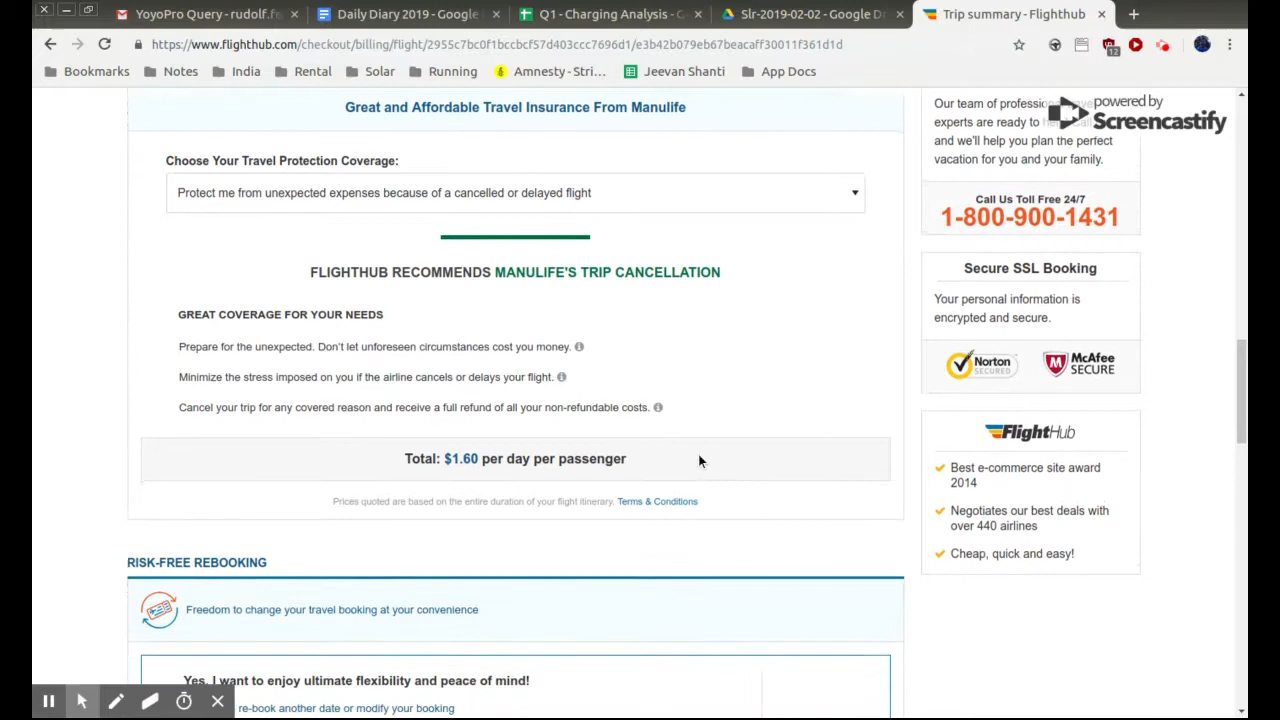 YoyoPro Query - rudolf.fe
Daily Diary 2019 - Google
Q1 - Charging Analysis - G
Slr-2019-02-02 - Google Dr
Trip summary - Flighthub
https://www.flighthub.com/checkout/billing/flight/2955c7bc0f1bccbcf57d403ccc7696d1/e3b42b079eb67beacaff30011f361d1d
12
Bookmarks Notes India Rental Solar Running Amnesty - Stri... Jeevan Shanti App Docs
Great and Affordable Travel Insurance From Manulife
Choose Your Travel Protection Coverage:
Protect me from unexpected expenses because of a cancelled or delayed flight
FLIGHTHUB RECOMMENDS MANULIFE'S TRIP CANCELLATION
GREAT COVERAGE FOR YOUR NEEDS
Prepare for the unexpected. Don't let unforeseen circumstances cost you money.
Minimize the stress imposed on you if the airline cancels or delays your flight.
Cancel your trip for any covered reason and receive a full refund of all your non-refundable costs.
Total: $1.60 per day per passenger
Prices quoted are based on the entire duration of your flight itinerary. Terms & Conditions
RISK-FREE REBOOKING
Freedom to change your travel booking at your convenience
Yes, I want to enjoy ultimate flexibility and peace of mind!
re-book another date or modify your booking
Our team of
experts are ready to
and we'll help you plan the perfect
vacation for you and your family.
powered by
Screencastify
Call Us Toll Free 24/7
1-800-900-1431
Secure SSL Booking
Your personal information is
encrypted and secure.
Norton
SECURED
McAfee
SECURE
FlightHub
Best e-commerce site award
2014
Negotiates our best deals with
over 440 airlines
Cheap, quick and easy!